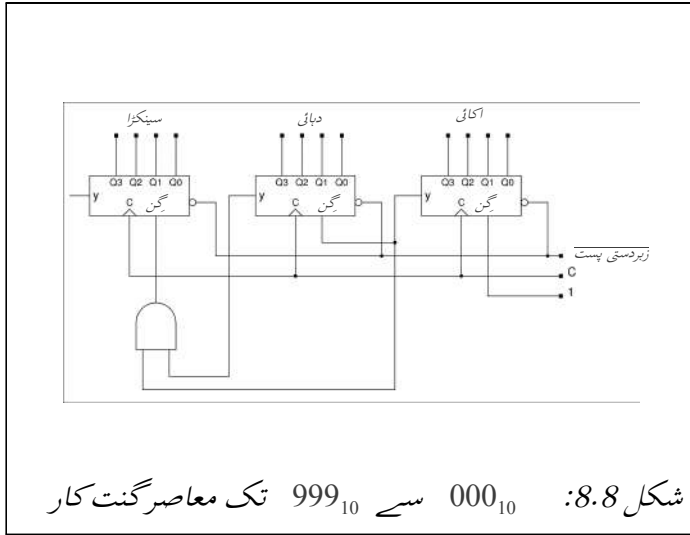 سینکڑا دہائی اکائی
Q3 Q2 Q1 Q0 Q3 Q2 Q1 Q0 Q3 Q2 Q1 Q0
y گِن y گِن y گِن
C C C
زبردستی پست
C
1
شکل 8.8: 000₁₀ سے 999₁₀ تک معاصر گنت کار